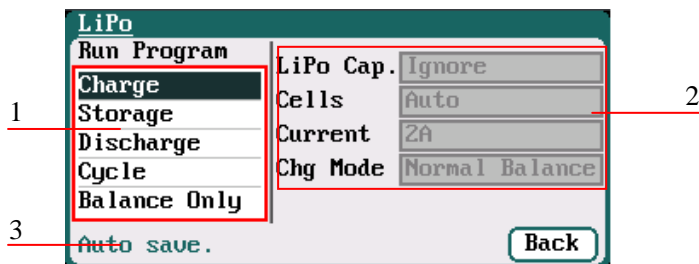 LiPo
Run Program
Charge
Storage
Discharge
Cycle
Balance Only
LiPo Cap. Ignore
Cells Auto
Current 2A
Chg Mode Normal Balance
Auto save.
Back
1
2
3